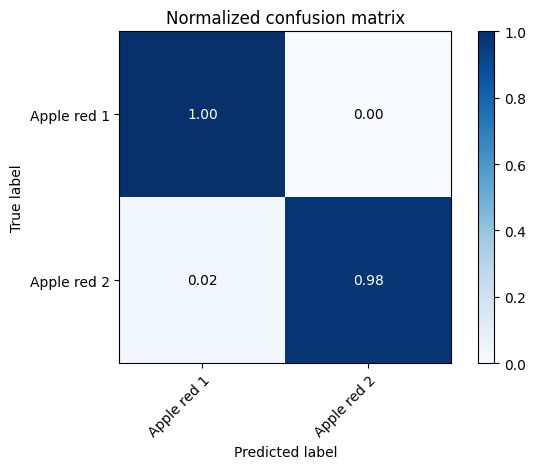 Normalized confusion matrix
True label
Apple red 1
Apple red 2
1.00 0.00
0.02 0.98
Apple red 1 Apple red 2
Predicted label
1.0
0.8
0.6
0.4
0.2
0.0